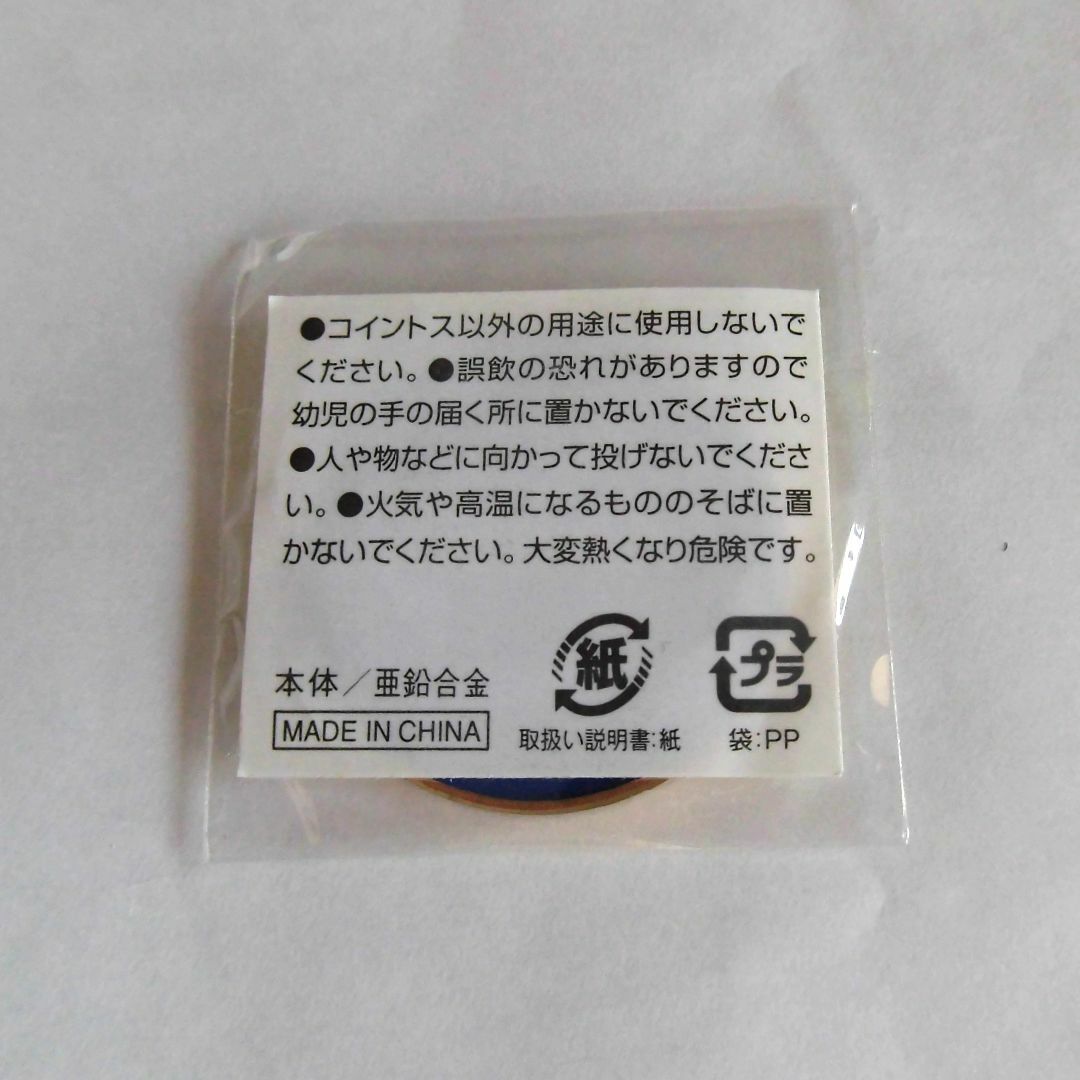 ●コイントス以外の用途に使用しないで
ください。●誤飲の恐れがありますので
幼児の手の届く所に置かないでください。
●人や物などに向かって投げないでくださ
い。●火気や高温になるもののそばに置
かないでください。大変熱くなり危険です。
本体／亜鉛合金
MADE IN CHINA
紙
取扱い説明書:紙
プラ
袋:PP